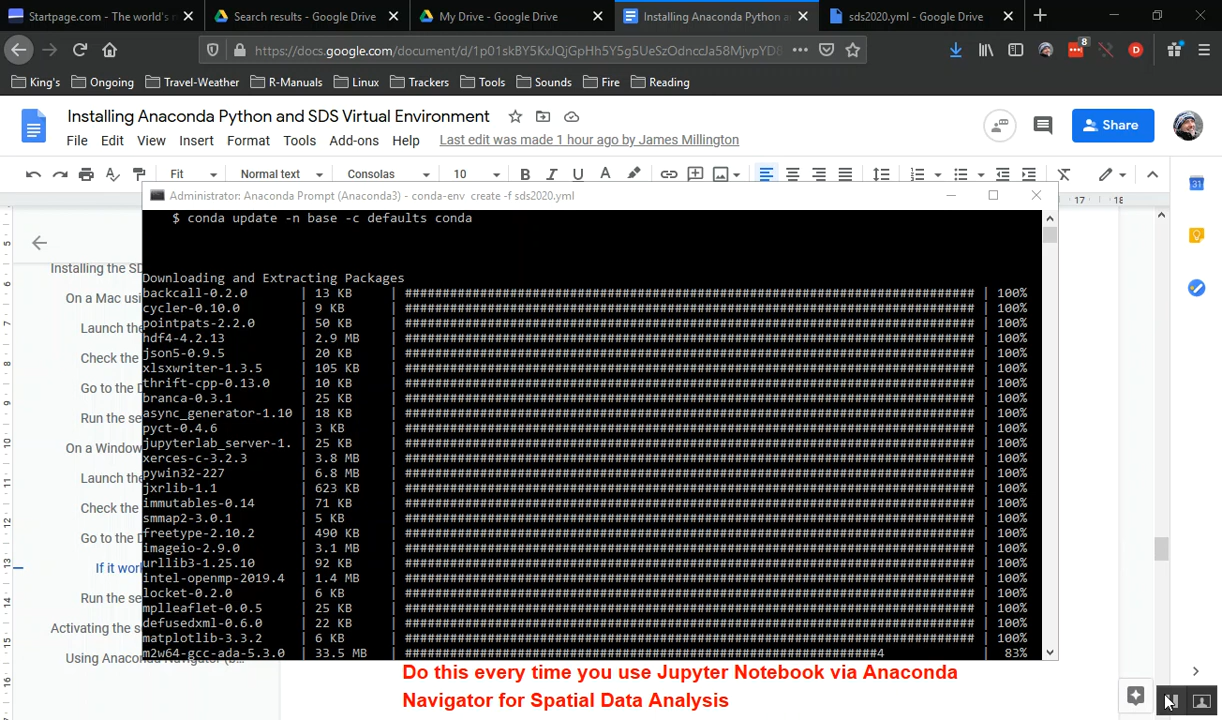 Startpage.com - The world's m
Search results - Google Drive
My Drive - Google Drive
Installing Anaconda Python an
sds2020.yml - Google Drive
https://docs.google.com/document/d/1p01skBY5KxJQjGpHh5Y5g5UeSzOdnccJa58MjvpYD8
8
D
King's
Ongoing
Travel-Weather
R-Manuals
Linux
Trackers
Tools
Sounds
Fire
Reading
Installing Anaconda Python and SDS Virtual Environment
Share
File Edit View Insert Format Tools Add-ons Help Last edit was made 1 hour ago by James Millington
Fit Normal text Consolas 10 B I U A
17 18
31
Administrator: Anaconda Prompt (Anaconda3) - conda-env create -f sds2020.yml
$ conda update -n base -c defaults conda
Downloading and Extracting Packages
backcall-0.2.0 | 13 KB | ########################################################################### | 100%
cycler-0.10.0 | 9 KB | ########################################################################### | 100%
pointpats-2.2.0 | 50 KB | ########################################################################### | 100%
hdf4-4.2.13 | 2.9 MB | ########################################################################### | 100%
json5-0.9.5 | 20 KB | ########################################################################### | 100%
xlsxwriter-1.3.5 | 105 KB | ########################################################################### | 100%
thrift-cpp-0.13.0 | 10 KB | ########################################################################### | 100%
branca-0.3.1 | 25 KB | ########################################################################### | 100%
async_generator-1.10 | 18 KB | ########################################################################### | 100%
pyct-0.4.6 | 3 KB | ########################################################################### | 100%
jupyterlab_server-1. | 25 KB | ########################################################################### | 100%
xerces-c-3.2.3 | 3.8 MB | ########################################################################### | 100%
pywin32-227 | 6.8 MB | ########################################################################### | 100%
jxrlib-1.1 | 623 KB | ########################################################################### | 100%
immutables-0.14 | 71 KB | ########################################################################### | 100%
smmap2-3.0.1 | 5 KB | ########################################################################### | 100%
freetype-2.10.2 | 490 KB | ########################################################################### | 100%
imageio-2.9.0 | 3.1 MB | ########################################################################### | 100%
urllib3-1.25.10 | 92 KB | ########################################################################### | 100%
intel-openmp-2019.4 | 1.4 MB | ########################################################################### | 100%
locket-0.2.0 | 6 KB | ########################################################################### | 100%
mplleaflet-0.0.5 | 25 KB | ########################################################################### | 100%
defusedxml-0.6.0 | 22 KB | ########################################################################### | 100%
matplotlib-3.3.2 | 6 KB | ########################################################################### | 100%
m2w64-gcc-ada-5.3.0 | 33.5 MB | ##############################################################4 | 83%
Installing the SD
On a Mac usi
Launch the
Check the
Go to the D
Run the se
On a Window
Launch the
Check the
Go to the D
If it worl
Run the se
Activating the s
Using Anaconda Navigator (b...
Do this every time you use Jupyter Notebook via Anaconda
Navigator for Spatial Data Analysis